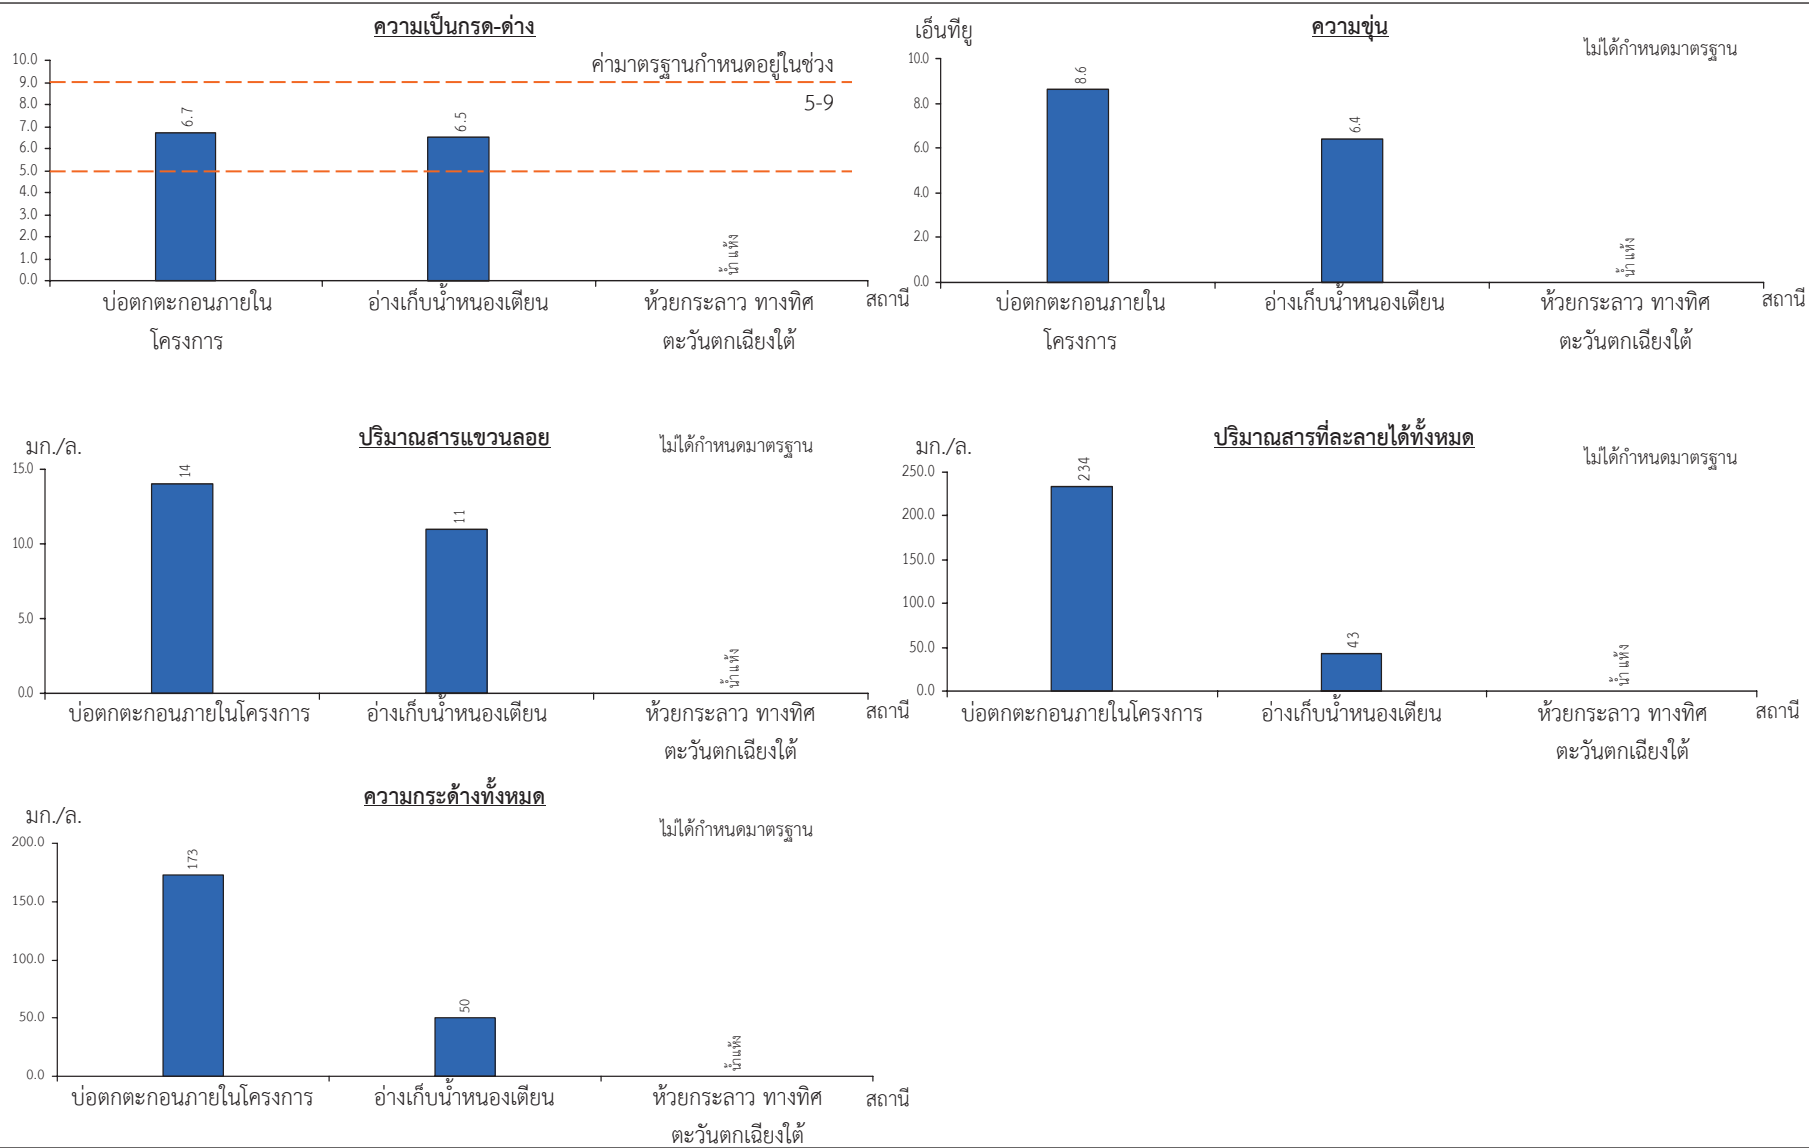 ความเป็นกรด-ด่าง
ค่ามาตรฐานกำหนดอยู่ในช่วง
5-9
10.0
9.0
8.0
7.0
6.0
5.0
4.0
3.0
2.0
1.0
0.0
6.7
6.5
น้ำแห้ง
บ่อตกตะกอนภายใน
โครงการ
อ่างเก็บน้ำหนองเตียน
ห้วยกระลาว ทางทิศ
ตะวันตกเฉียงใต้
สถานี
ความขุ่น
เอ็นทียู
ไม่ได้กำหนดมาตรฐาน
10.0
8.0
6.0
4.0
2.0
0.0
8.6
6.4
น้ำแห้ง
บ่อตกตะกอนภายใน
โครงการ
อ่างเก็บน้ำหนองเตียน
ห้วยกระลาว ทางทิศ
ตะวันตกเฉียงใต้
สถานี
ปริมาณสารแขวนลอย
มก./ล.
ไม่ได้กำหนดมาตรฐาน
15.0
10.0
5.0
0.0
14
11
น้ำแห้ง
บ่อตกตะกอนภายในโครงการ
อ่างเก็บน้ำหนองเตียน
ห้วยกระลาว ทางทิศ
ตะวันตกเฉียงใต้
สถานี
ปริมาณสารที่ละลายได้ทั้งหมด
มก./ล.
ไม่ได้กำหนดมาตรฐาน
250.0
200.0
150.0
100.0
50.0
0.0
234
43
น้ำแห้ง
บ่อตกตะกอนภายในโครงการ
อ่างเก็บน้ำหนองเตียน
ห้วยกระลาว ทางทิศ
ตะวันตกเฉียงใต้
สถานี
ความกระด้างทั้งหมด
มก./ล.
ไม่ได้กำหนดมาตรฐาน
200.0
150.0
100.0
50.0
0.0
173
50
น้ำแห้ง
บ่อตกตะกอนภายในโครงการ
อ่างเก็บน้ำหนองเตียน
ห้วยกระลาว ทางทิศ
ตะวันตกเฉียงใต้
สถานี